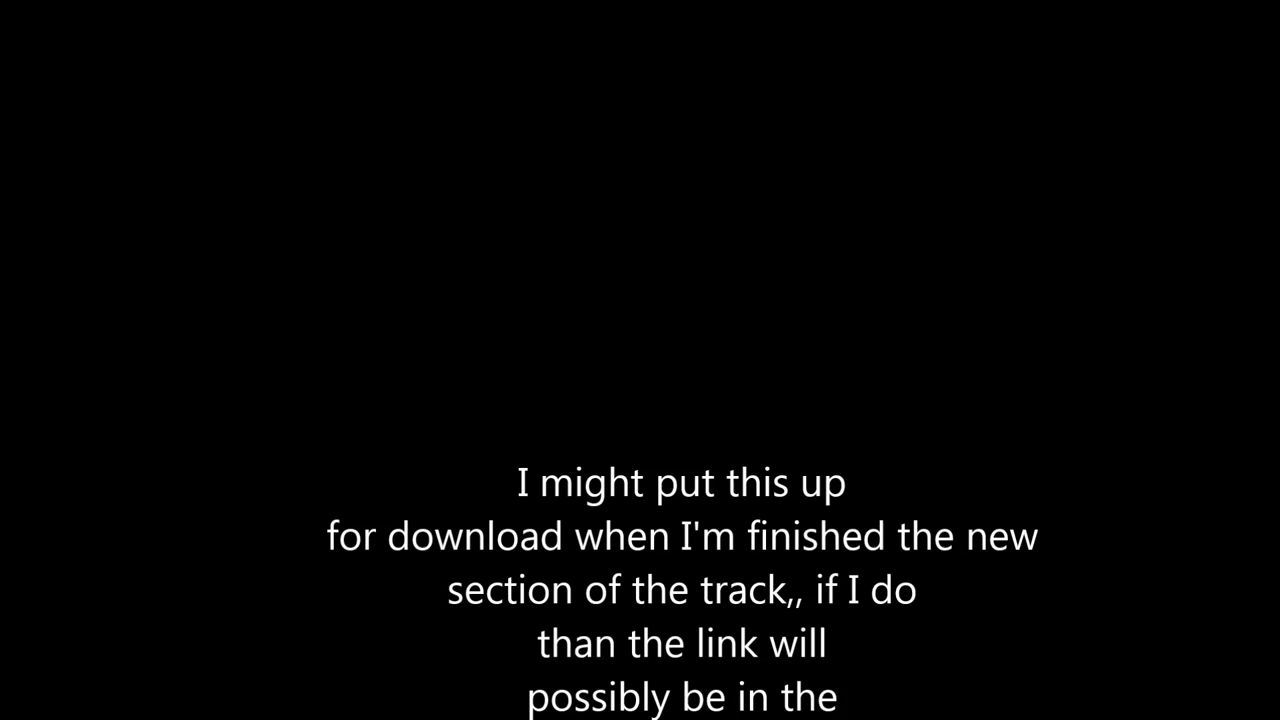 I might put this up
for download when I'm finished the new
section of the track,, if I do
than the link will
possibly be in the